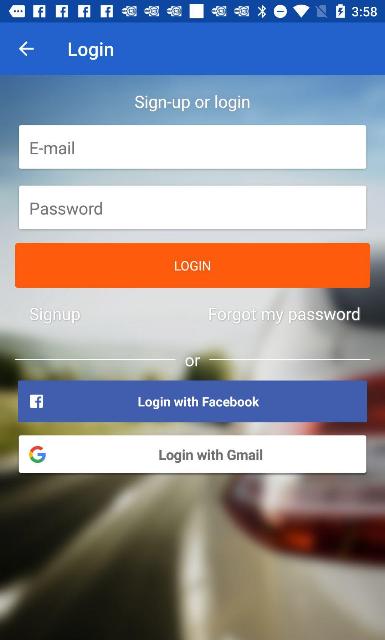 3:58
Login
Sign-up or login
E-mail
Password
LOGIN
Signup
Forgot my password
or
Login with Facebook
Login with Gmail